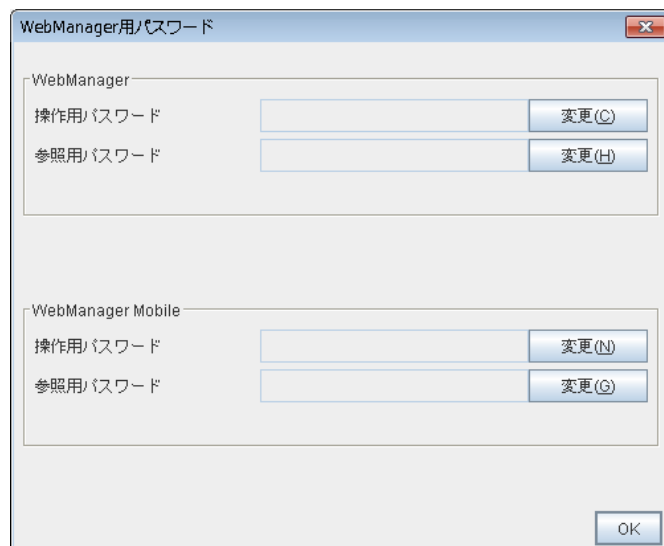 WebManager用パスワード
WebManager
操作用パスワード 変更(C)
参照用パスワード 変更(H)
WebManager Mobile
操作用パスワード 変更(N)
参照用パスワード 変更(G)
OK